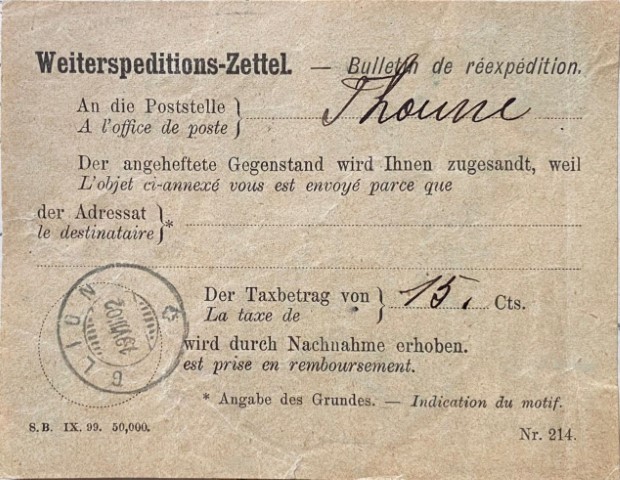 Weiterspeditions-Zettel. — Bulletin de réexpédition.
An die Poststelle } Thoune
A l'office de poste
Der angeheftete Gegenstand wird Ihnen zugesandt, weil
L'objet ci-annexé vous est envoyé parce que
der Adressat }*
le destinataire
Der Taxbetrag von } 15. Cts.
La taxe de
wird durch Nachnahme erhoben.
est prise en remboursement.
* Angabe des Grundes. — Indication du motif.
GLION
S.B. IX. 99. 50,000.
Nr. 214.